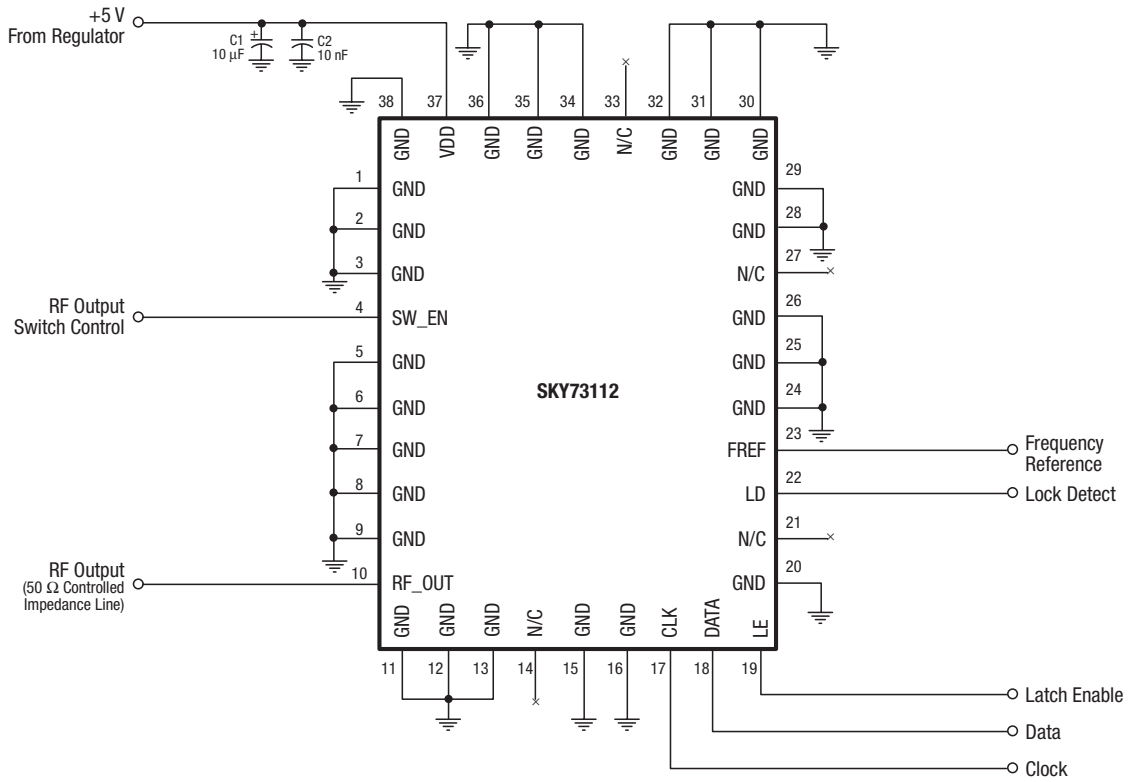 +5 V
From Regulator
C1
10 μF
+
C2
10 nF
38
37
36
35
34
33
32
31
30
GND
VDD
GND
GND
GND
N/C
GND
GND
GND
1
GND
2
GND
3
GND
RF Output
Switch Control
4
SW_EN
5
GND
6
GND
7
GND
8
GND
9
GND
RF Output
(50 Ω Controlled
Impedance Line)
10
RF_OUT
SKY73112
29
GND
28
GND
27
N/C
26
GND
25
GND
24
GND
23
FREF
Frequency
Reference
22
LD
Lock Detect
21
N/C
20
GND
GND
GND
GND
N/C
GND
GND
CLK
DATA
LE
11
12
13
14
15
16
17
18
19
Latch Enable
Data
Clock